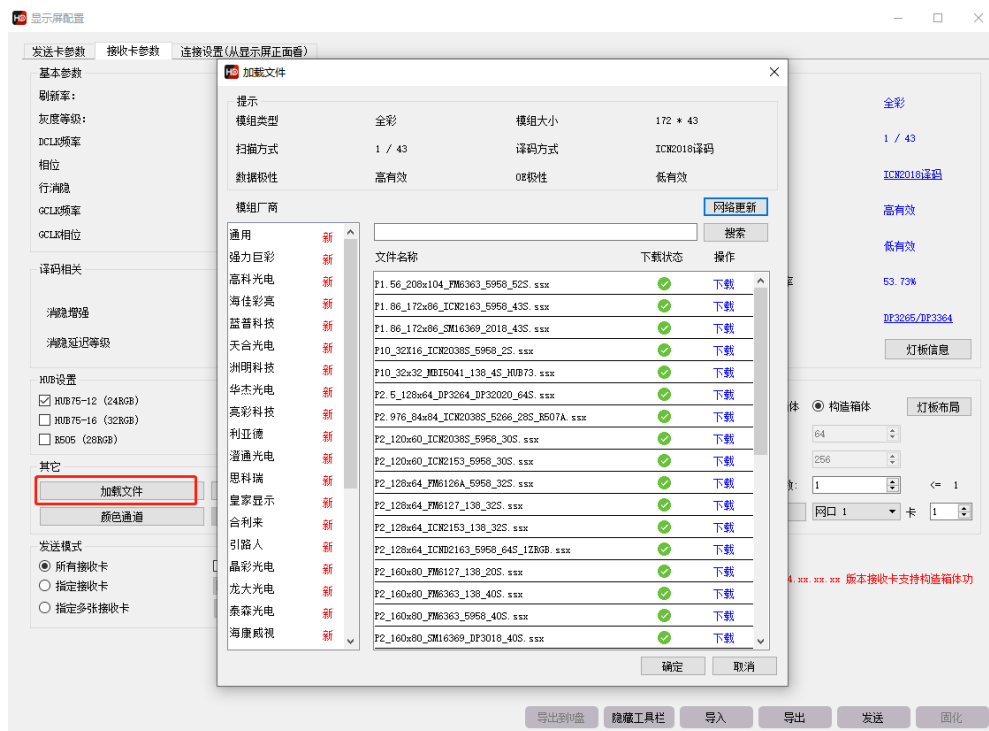 显示屏配置
发送卡参数 接收卡参数 连接设置(从显示屏正面看)
基本参数
刷新率:
灰度等级:
DCLK频率
相位
行消隐
GCLK频率
GCLK相位
译码相关
消隐增强
消隐延迟等级
HUB设置
HUB75-12 (24RGB)
HUB75-16 (32RGB)
R505 (28RGB)
其它
加载文件
颜色通道
发送模式
所有接收卡
指定接收卡
指定多张接收卡
加载文件
提示
模组类型 全彩 模组大小 172 * 43
扫描方式 1 / 43 译码方式 ICN2018译码
数据极性 高有效 OE极性 低有效
模组厂商 网络更新
搜索
通用 新
强力巨彩 新
高科光电 新
海佳彩亮 新
蓝普科技 新
天合光电 新
洲明科技 新
华杰光电 新
亮彩科技 新
利亚德 新
澄通光电 新
思科瑞 新
皇家显示 新
合利来 新
引路人 新
晶彩光电 新
龙大光电 新
泰森光电 新
海康威视 新
文件名称 下载状态 操作
P1.56_208x104_FM6363_5958_52S.ssx 下载
P1.86_172x86_ICN2163_5958_43S.ssx 下载
P1.86_172x86_SM16369_2018_43S.ssx 下载
P10_32X16_ICN2038S_5958_2S.ssx 下载
P10_32x32_MBI5041_138_4S_HUB73.ssx 下载
P2.5_128x64_DP3264_DP32020_64S.ssx 下载
P2.976_84x84_ICN2038S_5266_28S_R507A.ssx 下载
P2_120x60_ICN2038S_5958_30S.ssx 下载
P2_120x60_ICN2153_5958_30S.ssx 下载
P2_128x64_FM6126A_5958_32S.ssx 下载
P2_128x64_FM6127_138_32S.ssx 下载
P2_128x64_ICN2153_138_32S.ssx 下载
P2_128x64_ICND2163_5958_64S_1ZRGB.ssx 下载
P2_160x80_FM6127_138_20S.ssx 下载
P2_160x80_FM6363_138_40S.ssx 下载
P2_160x80_FM6363_5958_40S.ssx 下载
P2_160x80_SM16369_DP3018_40S.ssx 下载
确定 取消
全彩
1 / 43
ICN2018译码
高有效
低有效
率 53.73%
DP3265/DP3364
灯板信息
体 构造箱体 灯板布局
64
256
数: 1 <= 1
网口 1 卡 1
4.xx.xx.xx 版本接收卡支持构造箱体功
导出到U盘 隐藏工具栏 导入 导出 发送 固化